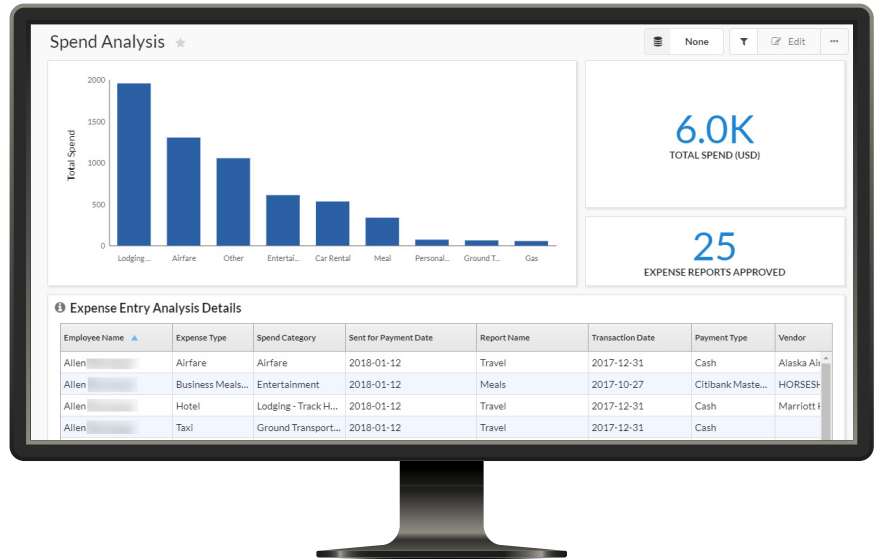 Spend Analysis
None
Edit
2000
1500
1000
500
0
Total Spend
Lodging ...
Airfare
Other
Entertai...
Car Rental
Meal
Personal...
Ground T...
Gas
6.0K
TOTAL SPEND (USD)
25
EXPENSE REPORTS APPROVED
Expense Entry Analysis Details
Employee Name Expense Type Spend Category Sent for Payment Date Report Name Transaction Date Payment Type Vendor
Allen Airfare Airfare 2018-01-12 Travel 2017-12-31 Cash Alaska Air
Allen Business Meals... Entertainment 2018-01-12 Meals 2017-10-27 Citibank Maste... HORSESH
Allen Hotel Lodging - Track H... 2018-01-12 Travel 2017-12-31 Cash Marriott H
Allen Taxi Ground Transport... 2018-01-12 Travel 2017-12-31 Cash